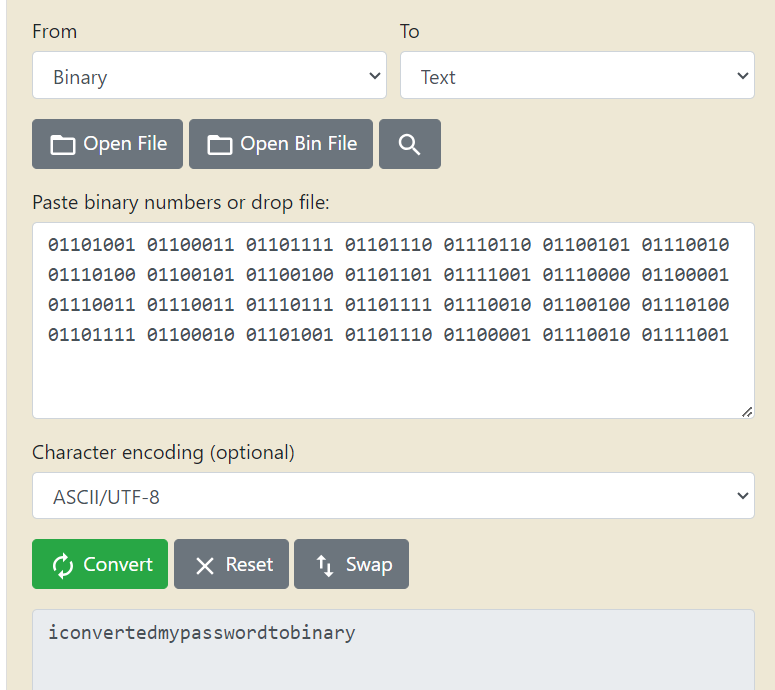 From To
Binary Text
Open File Open Bin File
Paste binary numbers or drop file:
01101001 01100011 01101111 01101110 01110110 01100101 01110010
01110100 01100101 01100100 01101101 01111001 01110000 01100001
01110011 01110011 01110111 01101111 01110010 01100100 01110100
01101111 01100010 01101001 01101110 01100001 01110010 01111001
Character encoding (optional)
ASCII/UTF-8
Convert Reset Swap
iconvertedmypasswordtobinary